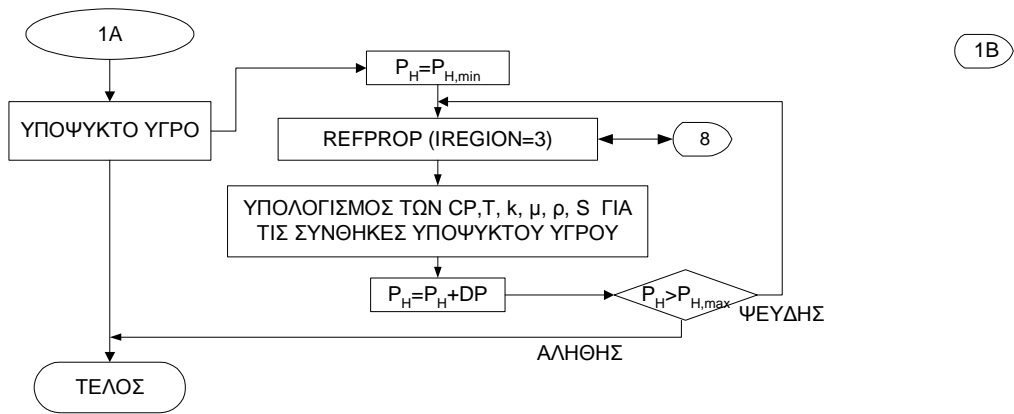 1A
1B
P_H=P_H,min
ΥΠΟΨΥΚΤΟ ΥΓΡΟ
REFPROP (IREGION=3)
8
ΥΠΟΛΟΓΙΣΜΟΣ ΤΩΝ CP,T, k, μ, ρ, S ΓΙΑ
ΤΙΣ ΣΥΝΘΗΚΕΣ ΥΠΟΨΥΚΤΟΥ ΥΓΡΟΥ
P_H=P_H+DP
P_H>P_H,max
ΨΕΥΔΗΣ
ΑΛΗΘΗΣ
ΤΕΛΟΣ